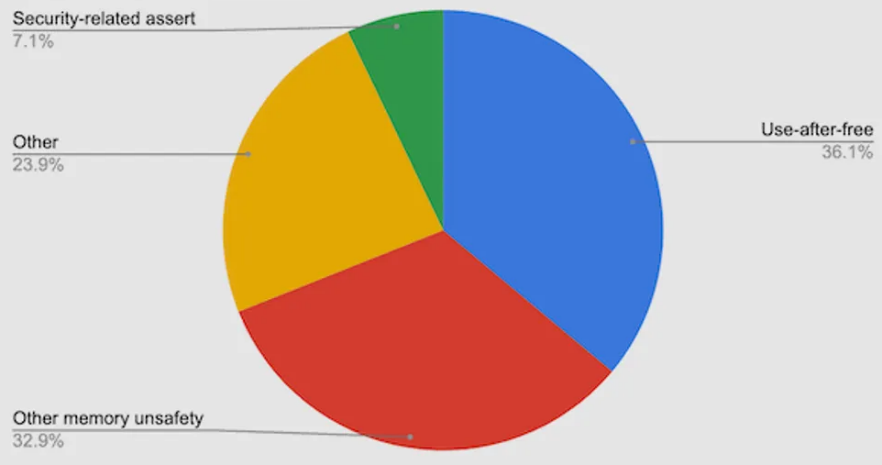 Security-related assert
7.1%
Other
23.9%
Use-after-free
36.1%
Other memory unsafety
32.9%